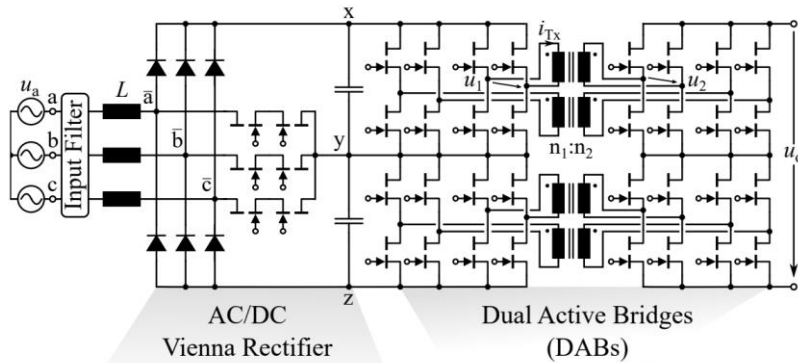 x
i_Tx
u_a
a
L
ā
u_1
u_2
b
b̄
y
n_1:n_2
u_o
Input Filter
c
c̄
z
AC/DC
Vienna Rectifier
Dual Active Bridges
(DABs)